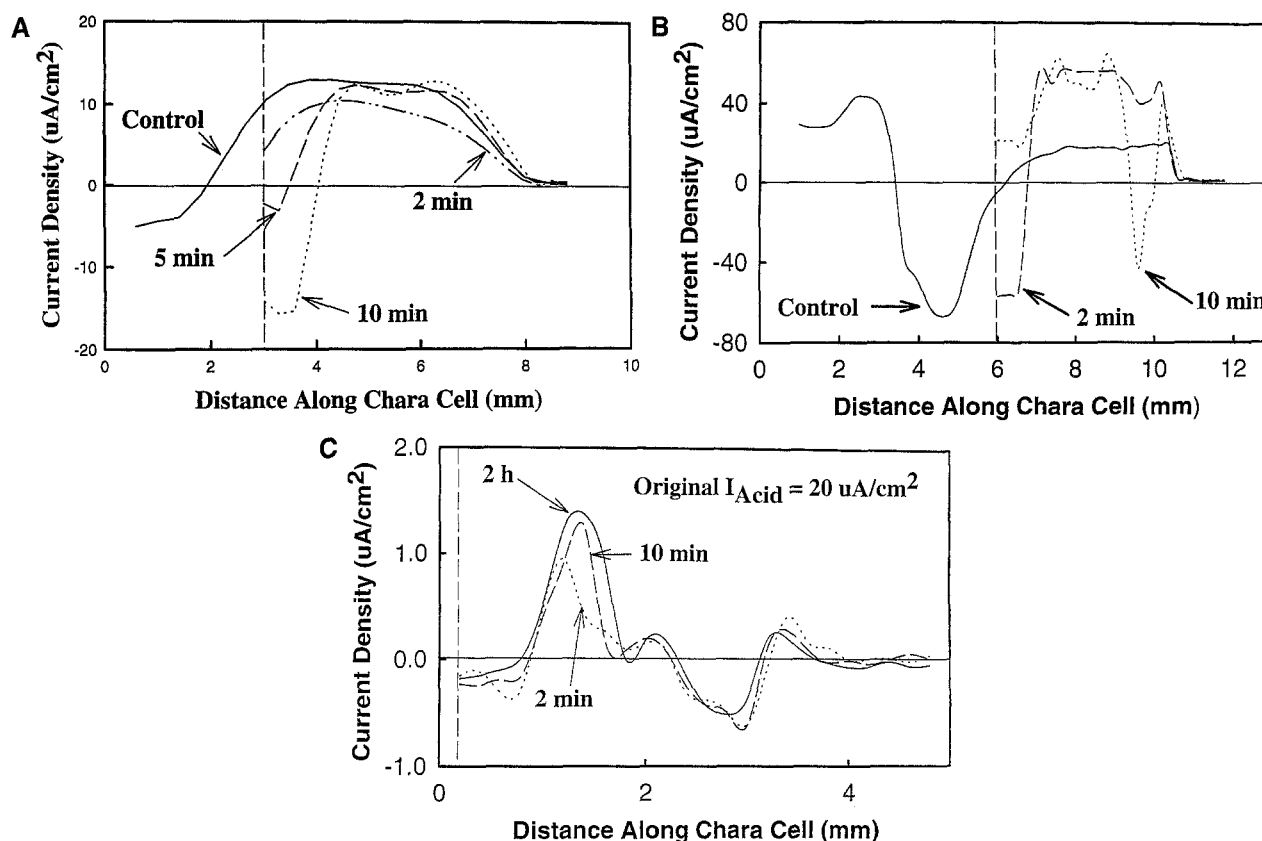 A
Current Density (uA/cm2)
20
10
0
-10
-20
Control
2 min
5 min
10 min
0 2 4 6 8 10
Distance Along Chara Cell (mm)
B
Current Density (uA/cm2)
80
40
0
-40
-80
Control
2 min
10 min
0 2 4 6 8 10 12
Distance Along Chara Cell (mm)
C
Current Density (uA/cm2)
2.0
1.0
0.0
-1.0
2 h
Original IAcid = 20 uA/cm2
10 min
2 min
0 2 4
Distance Along Chara Cell (mm)